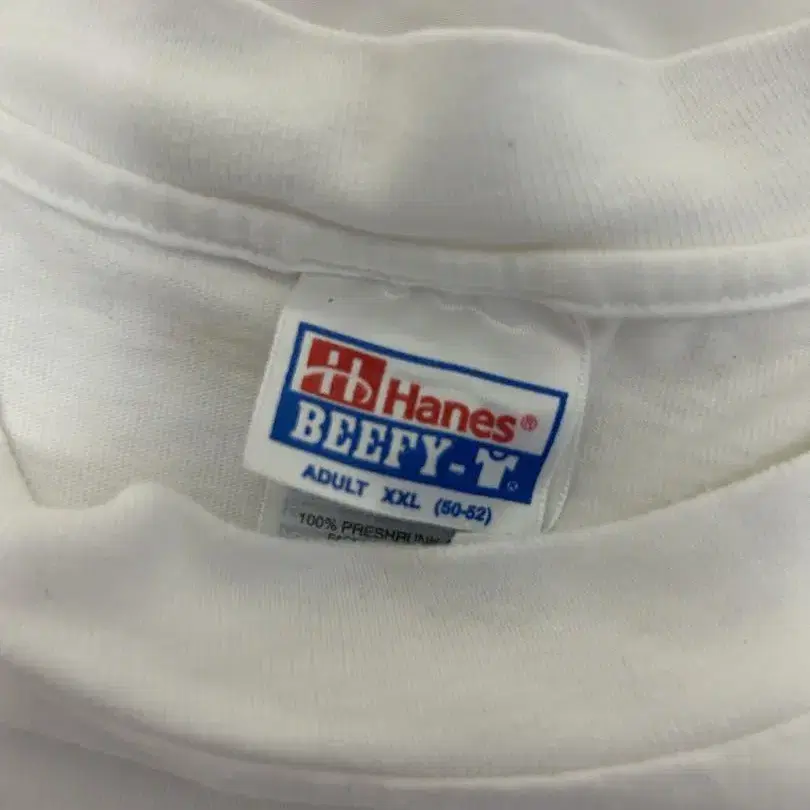 Hanes®
BEEFY-T®
ADULT XXL (50-52)
100% PRESHRUNK